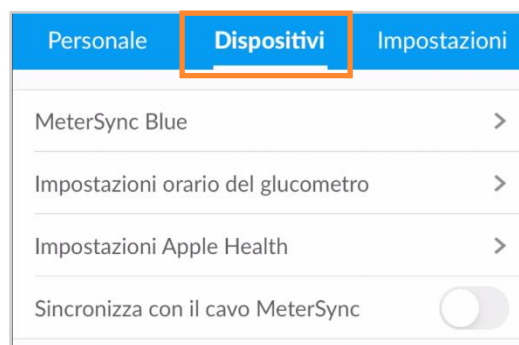 Personale Dispositivi Impostazioni
MeterSync Blue
Impostazioni orario del glucometro
Impostazioni Apple Health
Sincronizza con il cavo MeterSync